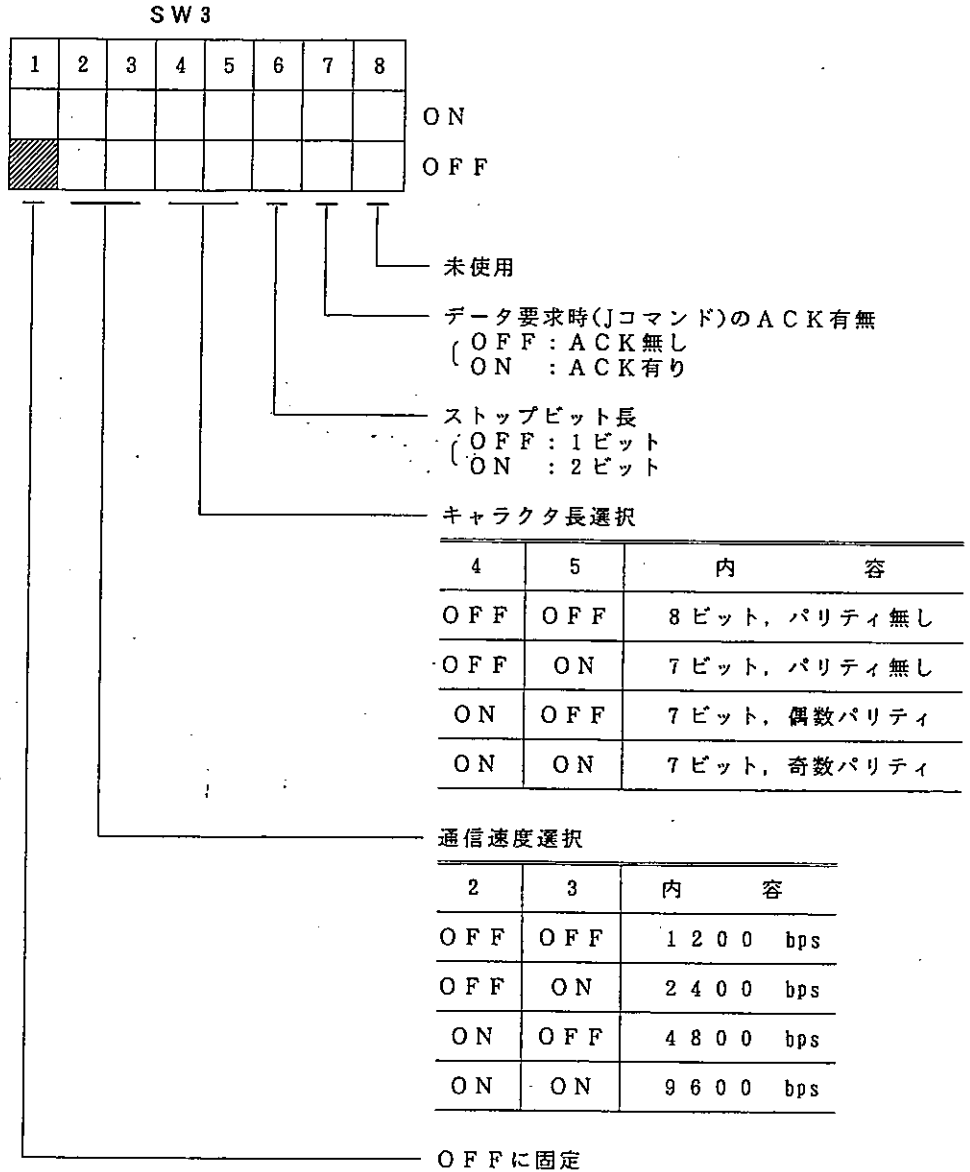 SW3
1 2 3 4 5 6 7 8
ON
OFF
未使用
データ要求時(Jコマンド)のACK有無
OFF：ACK無し
ON ：ACK有り
ストップビット長
OFF：1ビット
ON ：2ビット
キャラクタ長選択
4 5 内 容
OFF OFF 8ビット，パリティ無し
OFF ON 7ビット，パリティ無し
ON OFF 7ビット，偶数パリティ
ON ON 7ビット，奇数パリティ
通信速度選択
2 3 内 容
OFF OFF 1200 bps
OFF ON 2400 bps
ON OFF 4800 bps
ON ON 9600 bps
OFFに固定